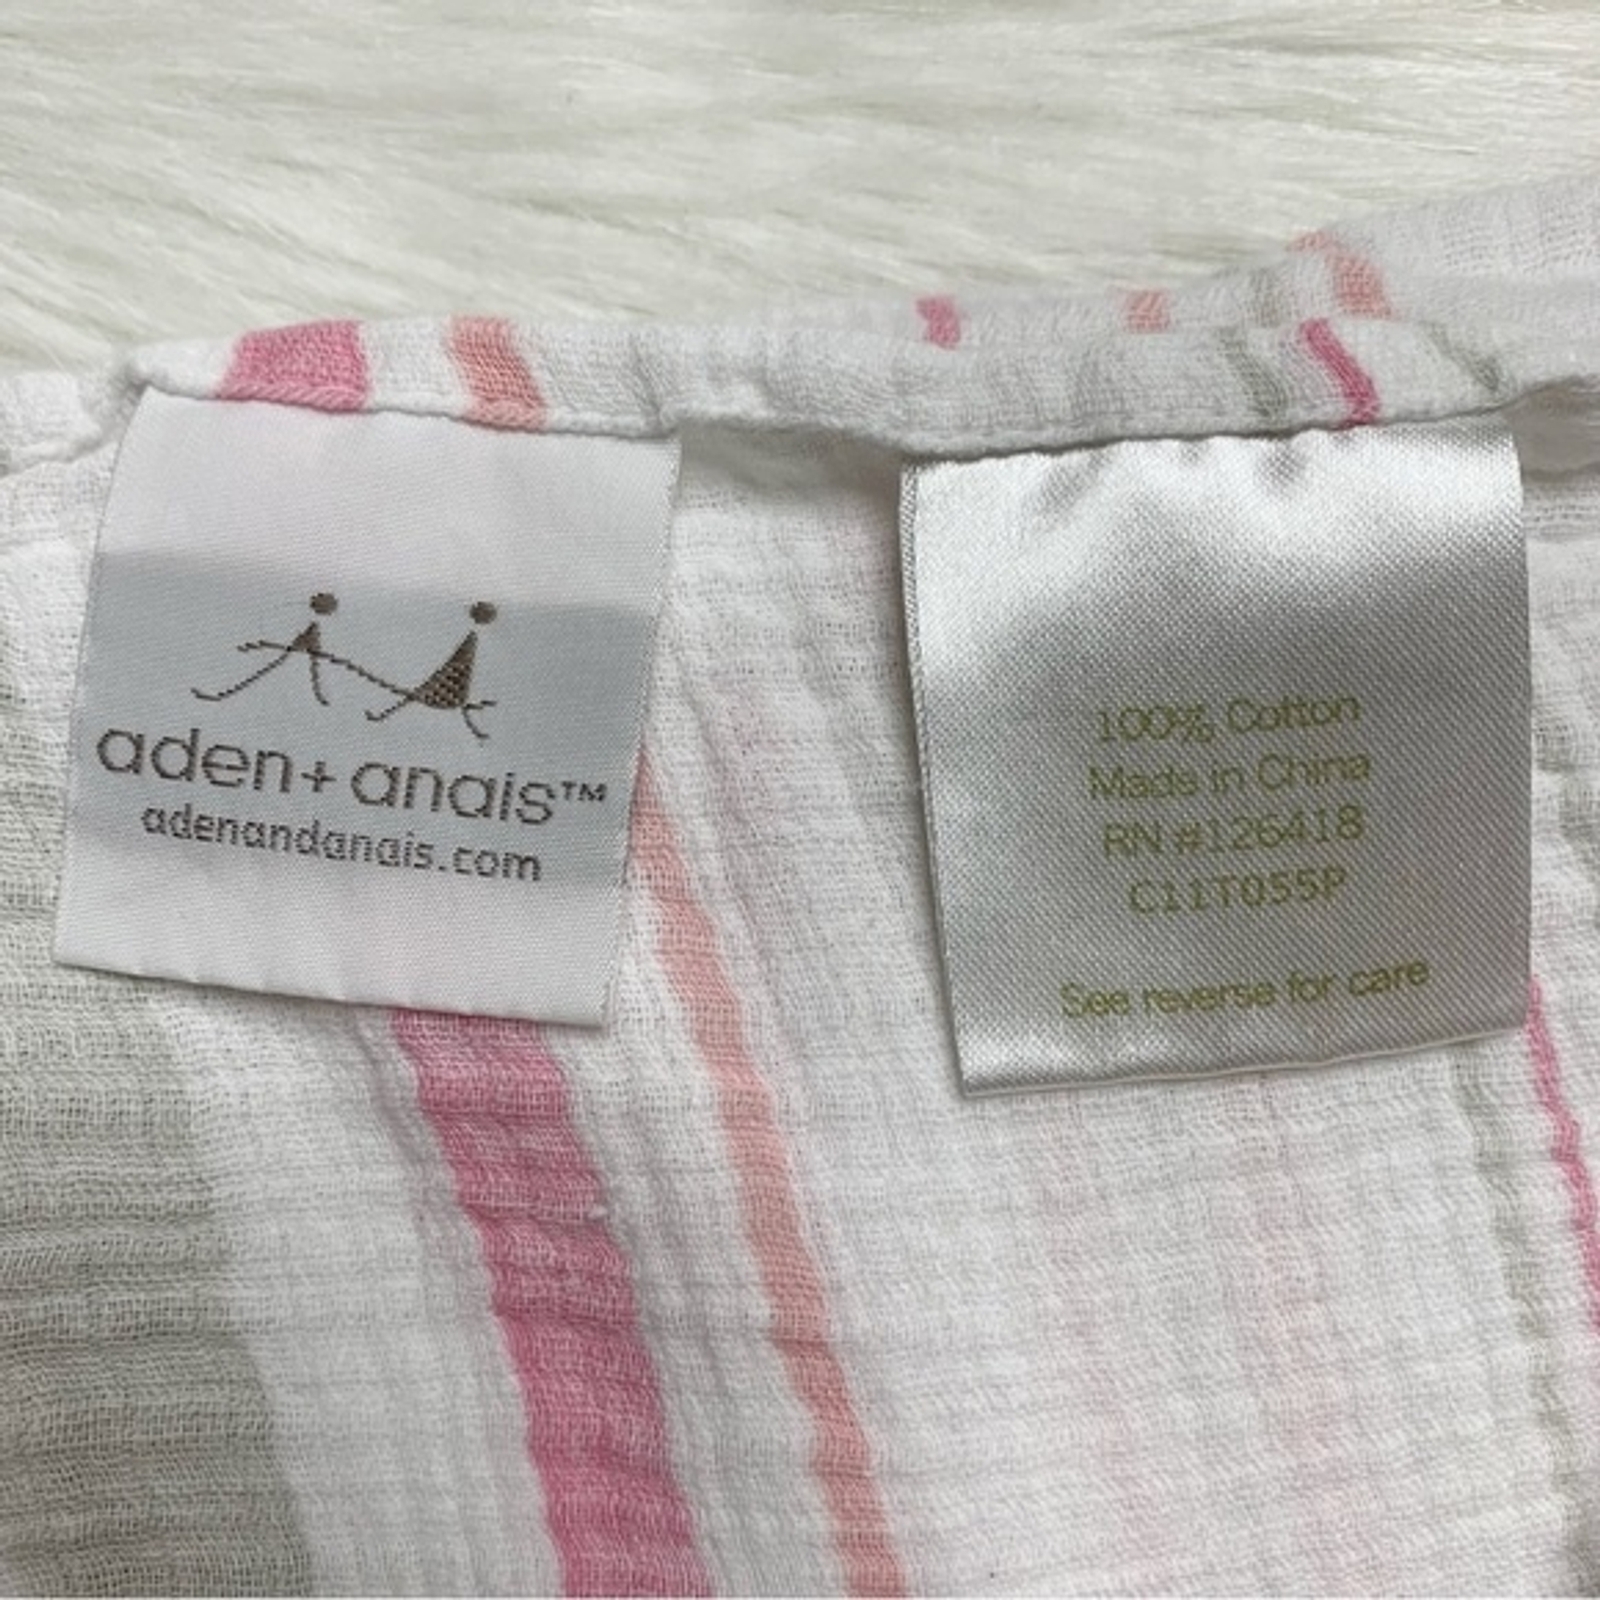 aden+anais™
adenandanais.com
100% Cotton
Made in China
RN #126418
C11T055P
See reverse for care